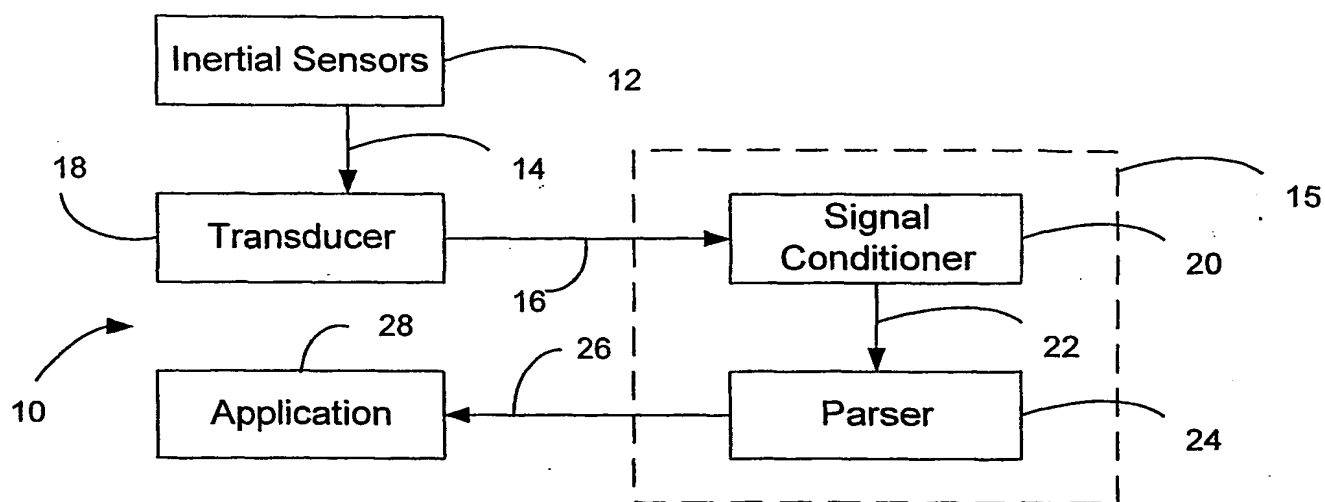 Inertial Sensors
12
14
18
Transducer
16
Signal
Conditioner
15
20
22
10
28
26
Application
Parser
24